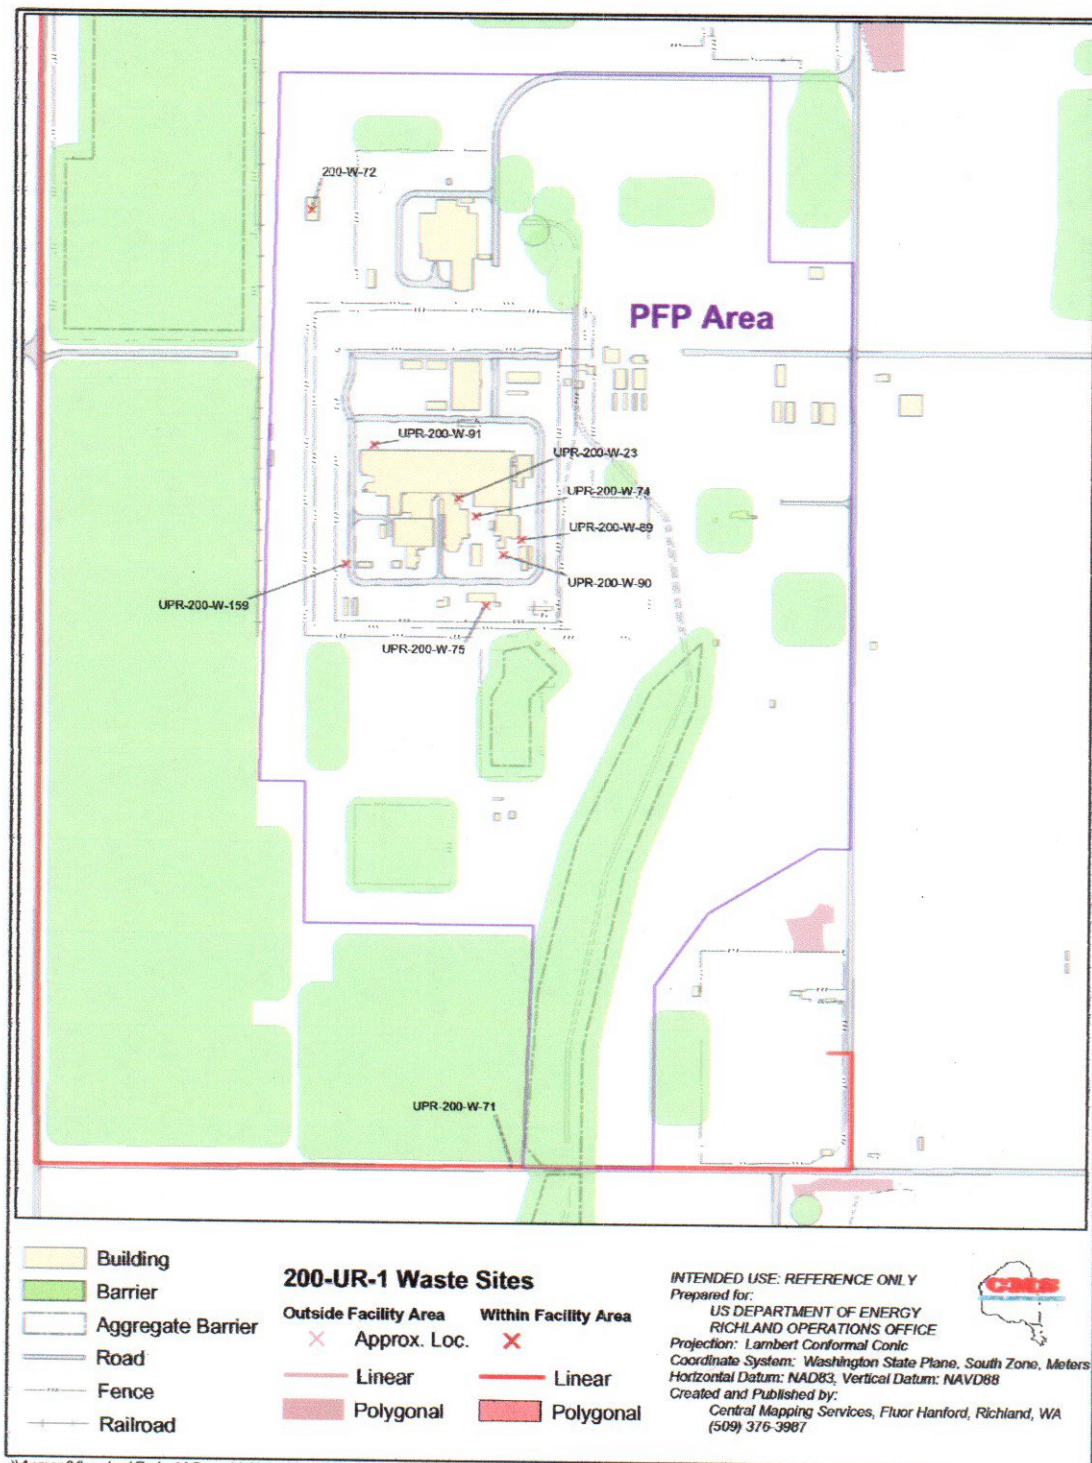 200-W-72
PFP Area
UPR-200-W-91
UPR-200-W-23
UPR-200-W-74
UPR-200-W-89
UPR-200-W-90
UPR-200-W-159
UPR-200-W-75
UPR-200-W-71
Building
Barrier
Aggregate Barrier
Road
Fence
Railroad
200-UR-1 Waste Sites
Outside Facility Area
Within Facility Area
Approx. Loc.
Linear
Linear
Polygonal
Polygonal
INTENDED USE: REFERENCE ONLY
Prepared for:
US DEPARTMENT OF ENERGY
RICHLAND OPERATIONS OFFICE
Projection: Lambert Conformal Conic
Coordinate System: Washington State Plane, South Zone, Meters
Horizontal Datum: NAD83, Vertical Datum: NAVD88
Created and Published by:
Central Mapping Services, Fluor Hanford, Richland, WA
(509) 376-3987
CMS